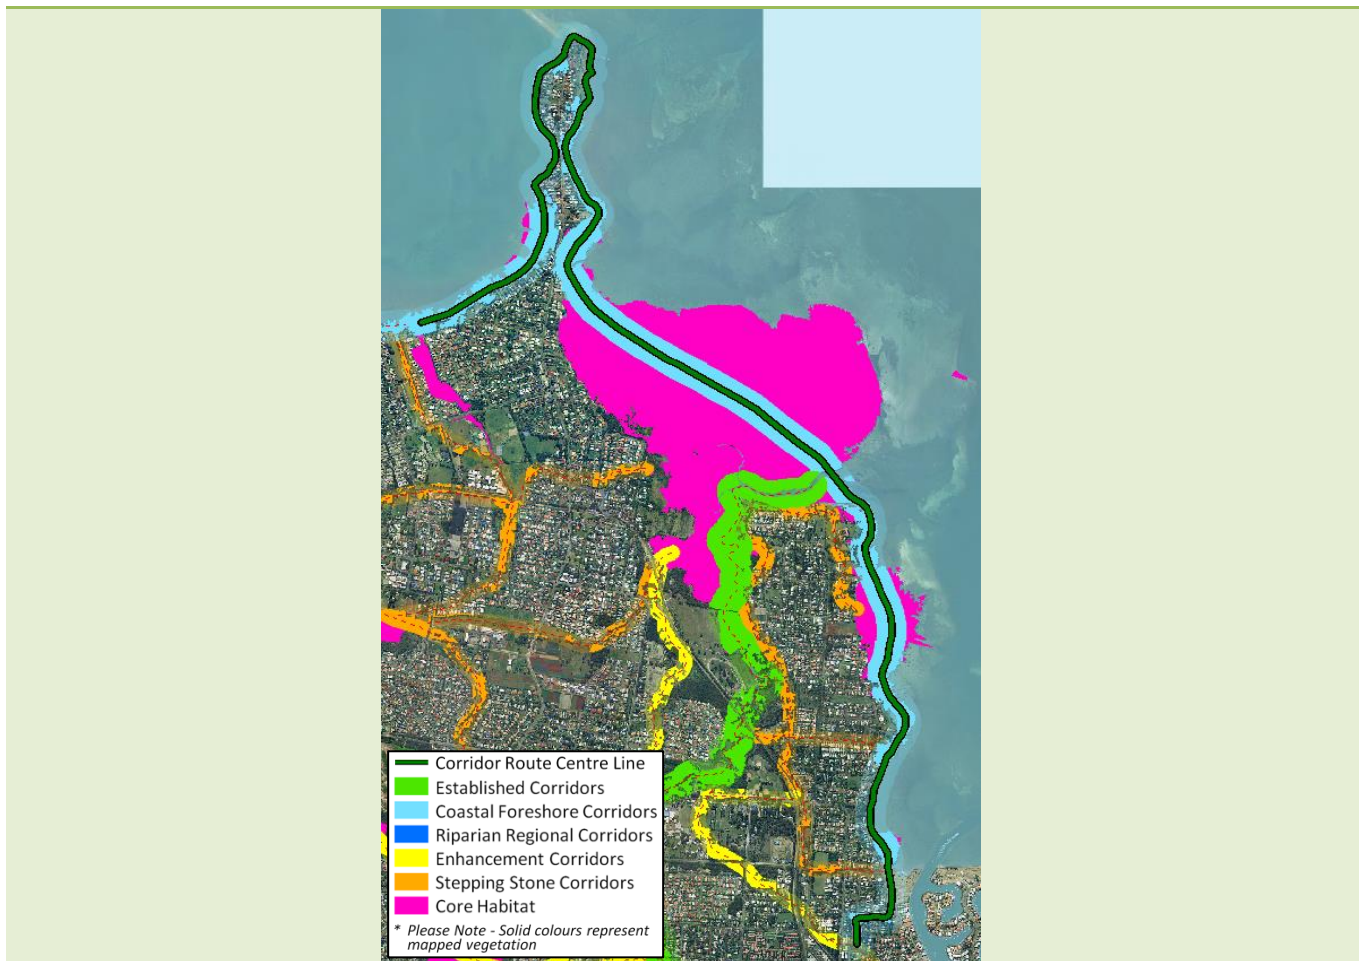 Corridor Route Centre Line
Established Corridors
Coastal Foreshore Corridors
Riparian Regional Corridors
Enhancement Corridors
Stepping Stone Corridors
Core Habitat
* Please Note - Solid colours represent
mapped vegetation